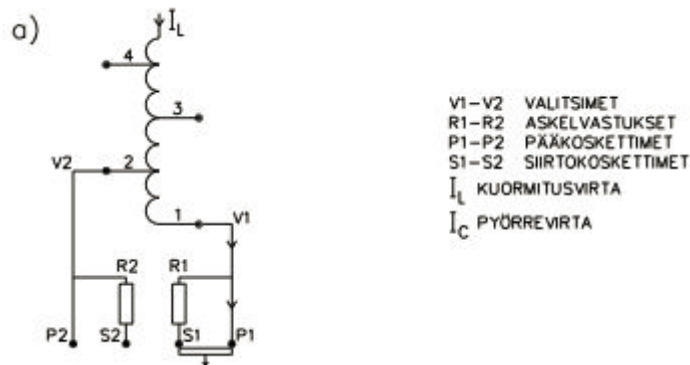 a)
I_L
4
3
V2
2
1
V1
R2
R1
P2
S2
S1
P1
V1-V2 VALITSIMET
R1-R2 ASKELVASTUKSET
P1-P2 PÄÄKOSKETTIMET
S1-S2 SIIRTOKOSKETTIMET
I_L KUORMITUSVIRTA
I_C PYÖRREVIRTA